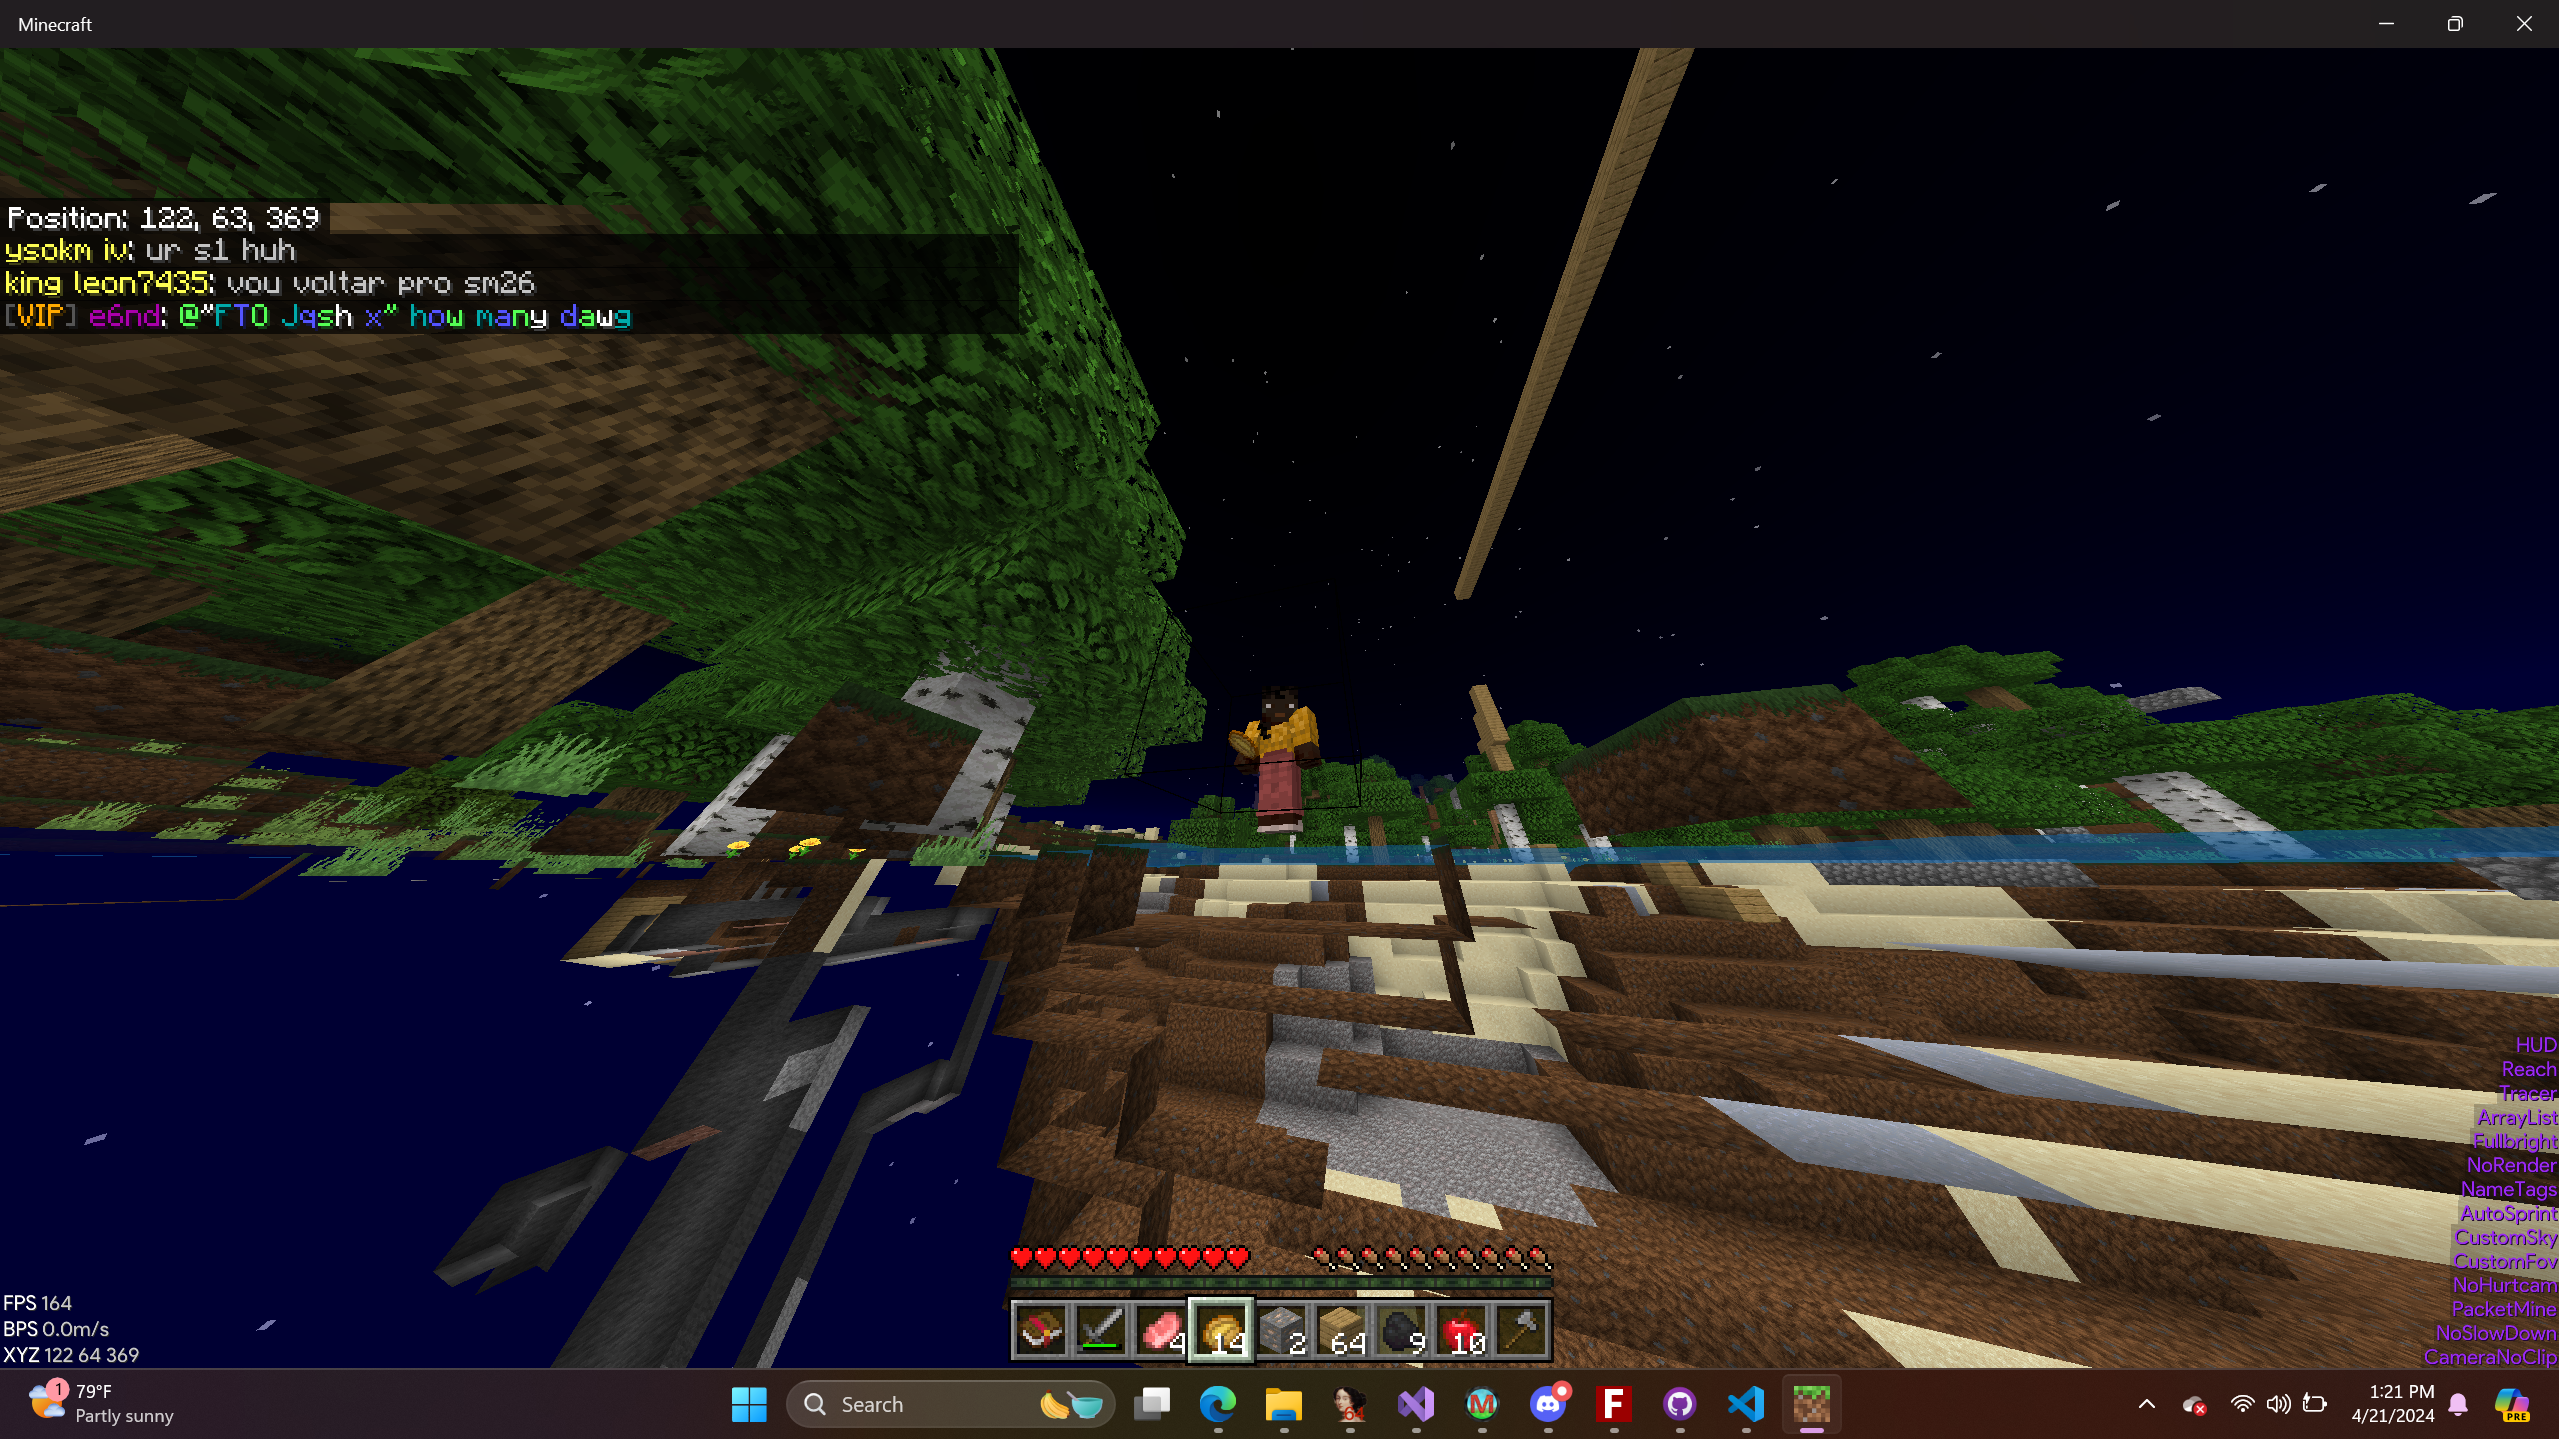 Minecraft
Position: 122, 63, 369
ysokm iv: ur s1 huh
king leon7435: vou voltar pro sm26
[VIP] e6nd: @"FTO Jqsh x" how many dawg
HUD
Reach
Tracer
ArrayList
Fullbright
NoRender
NameTags
AutoSprint
CustomSky
CustomFov
NoHurtcam
PacketMine
NoSlowDown
CameraNoClip
FPS 164
BPS 0.0m/s
XYZ 122 64 369
4 14 2 64 9 10
1 79°F
Partly sunny
Search
64
M
F
1:21 PM
4/21/2024
PRE